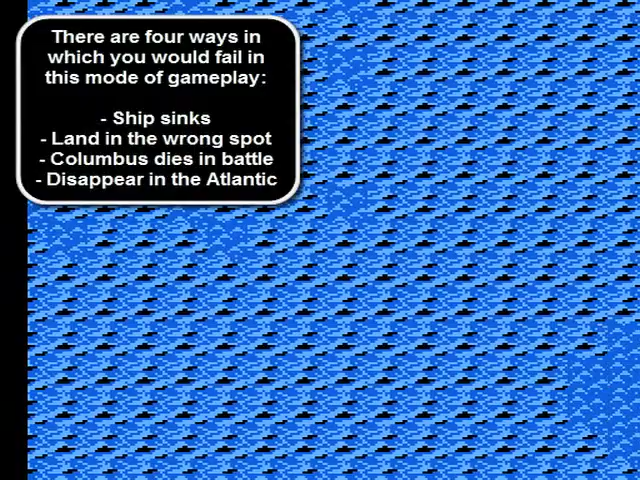 There are four ways in
which you would fail in
this mode of gameplay:
- Ship sinks
- Land in the wrong spot
- Columbus dies in battle
- Disappear in the Atlantic